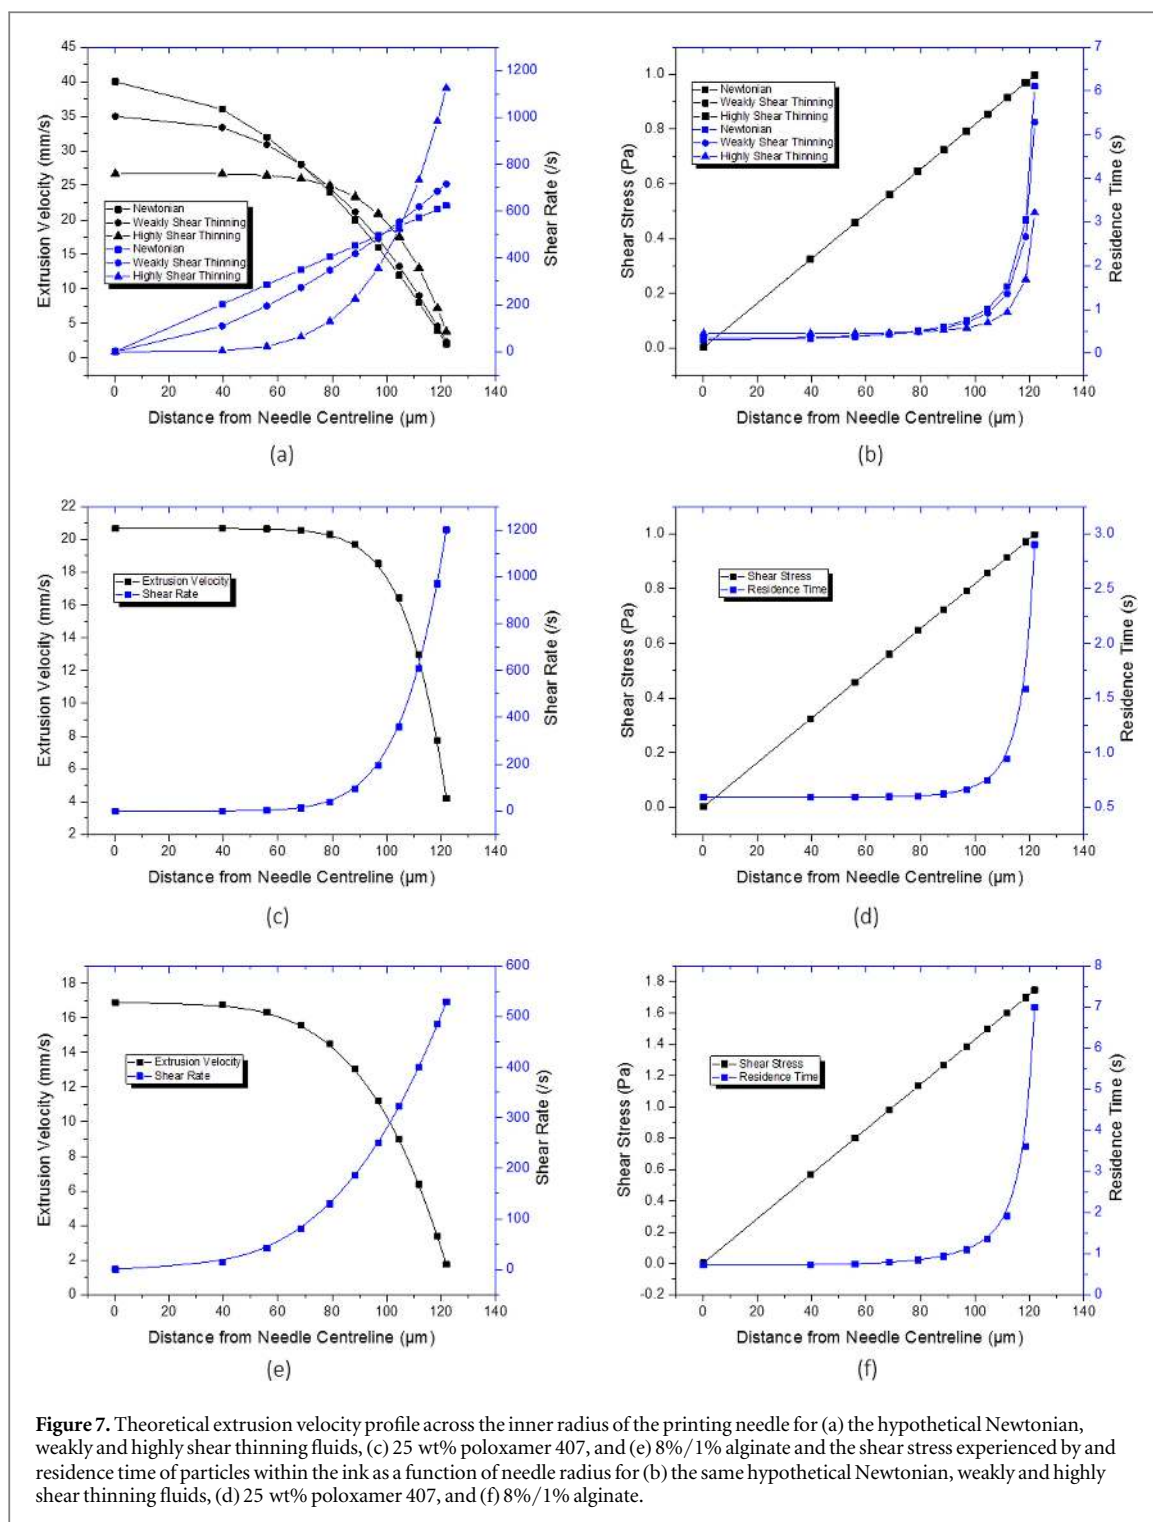 45
40
35
30
25
20
15
10
5
0
Extrusion Velocity (mm/s)
Newtonian
Weakly Shear Thinning
Highly Shear Thinning
Newtonian
Weakly Shear Thinning
Highly Shear Thinning
1200
1000
800
600
400
200
0
Shear Rate (/s)
0 20 40 60 80 100 120 140
Distance from Needle Centreline (µm)
(a)
1.0
0.8
0.6
0.4
0.2
0.0
Shear Stress (Pa)
Newtonian
Weakly Shear Thinning
Highly Shear Thinning
Newtonian
Weakly Shear Thinning
Highly Shear Thinning
7
6
5
4
3
2
1
0
Residence Time (s)
0 20 40 60 80 100 120 140
Distance from Needle Centreline (µm)
(b)
22
20
18
16
14
12
10
8
6
4
2
Extrusion Velocity (mm/s)
Extrusion Velocity
Shear Rate
1200
1000
800
600
400
200
0
Shear Rate (/s)
0 20 40 60 80 100 120 140
Distance from Needle Centreline (µm)
(c)
1.0
0.8
0.6
0.4
0.2
0.0
Shear Stress (Pa)
Shear Stress
Residence Time
3.0
2.5
2.0
1.5
1.0
0.5
Residence Time (s)
0 20 40 60 80 100 120 140
Distance from Needle Centreline (µm)
(d)
18
16
14
12
10
8
6
4
2
0
Extrusion Velocity (mm/s)
Extrusion Velocity
Shear Rate
600
500
400
300
200
100
0
Shear Rate (/s)
0 20 40 60 80 100 120 140
Distance from Needle Centreline (µm)
(e)
1.8
1.6
1.4
1.2
1.0
0.8
0.6
0.4
0.2
0.0
-0.2
Shear Stress (Pa)
Shear Stress
Residence Time
8
7
6
5
4
3
2
1
0
Residence Time (s)
0 20 40 60 80 100 120 140
Distance from Needle Centreline (µm)
(f)
Figure 7. Theoretical extrusion velocity profile across the inner radius of the printing needle for (a) the hypothetical Newtonian,
weakly and highly shear thinning fluids, (c) 25 wt% poloxamer 407, and (e) 8%/1% alginate and the shear stress experienced by and
residence time of particles within the ink as a function of needle radius for (b) the same hypothetical Newtonian, weakly and highly
shear thinning fluids, (d) 25 wt% poloxamer 407, and (f) 8%/1% alginate.